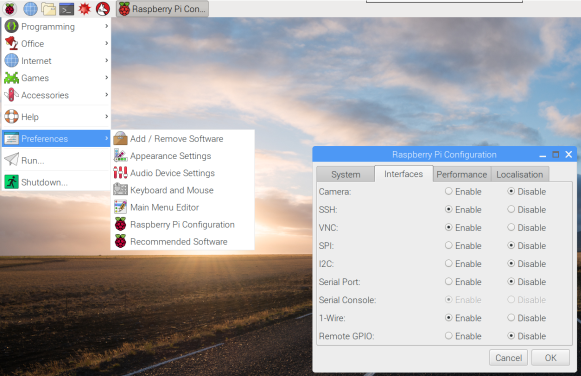 Raspberry Pi Con...
Programming
Office
Internet
Games
Accessories
Help
Preferences
Run...
Shutdown...
Add / Remove Software
Appearance Settings
Audio Device Settings
Keyboard and Mouse
Main Menu Editor
Raspberry Pi Configuration
Recommended Software
Raspberry Pi Configuration
System Interfaces Performance Localisation
Camera: Enable Disable
SSH: Enable Disable
VNC: Enable Disable
SPI: Enable Disable
I2C: Enable Disable
Serial Port: Enable Disable
Serial Console: Enable Disable
1-Wire: Enable Disable
Remote GPIO: Enable Disable
Cancel OK